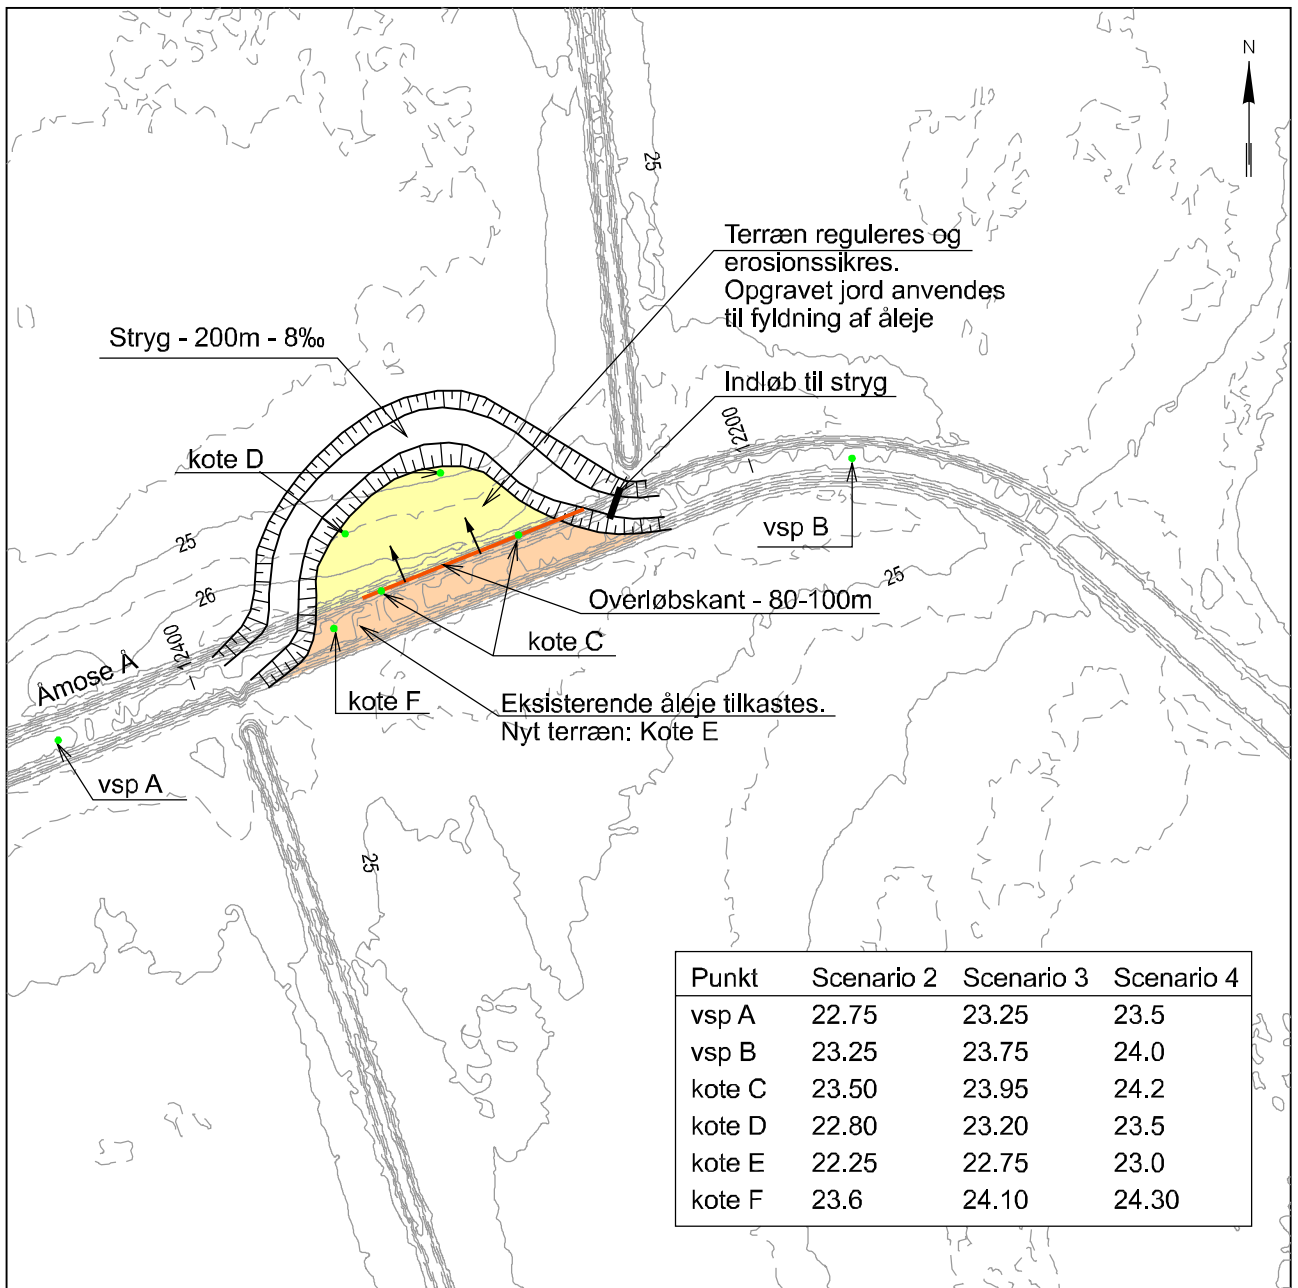 N
25
Terræn reguleres og
erosionssikres.
Opgravet jord anvendes
til fyldning af åleje
Stryg - 200m - 8‰
Indløb til stryg
12200
kote D
vsp B
25
25
26
Overløbskant - 80-100m
kote C
12400
Åmose Å
kote F
Eksisterende åleje tilkastes.
Nyt terræn: Kote E
vsp A
25
Punkt Scenario 2 Scenario 3 Scenario 4
vsp A 22.75 23.25 23.5
vsp B 23.25 23.75 24.0
kote C 23.50 23.95 24.2
kote D 22.80 23.20 23.5
kote E 22.25 22.75 23.0
kote F 23.6 24.10 24.30